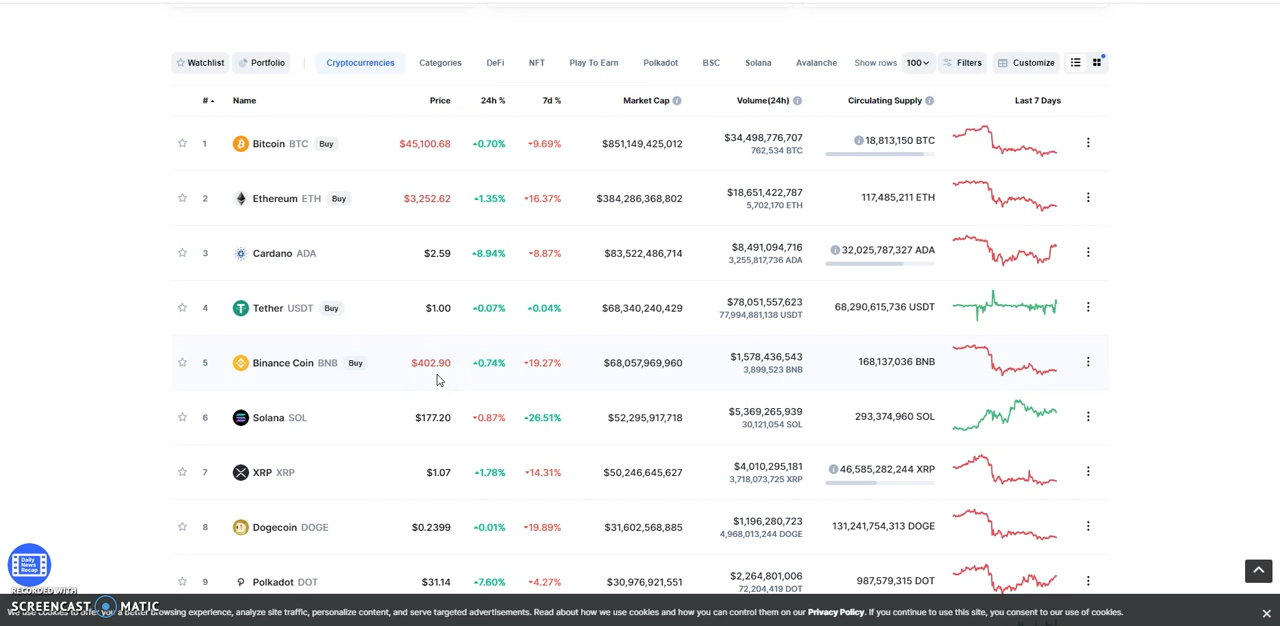 Watchlist Portfolio Cryptocurrencies Categories DeFi NFT Play To Earn Polkadot BSC Solana Avalanche Show rows 100 Filters Customize
# Name Price 24h % 7d % Market Cap Volume(24h) Circulating Supply Last 7 Days
1 Bitcoin BTC Buy $45,100.68 0.70% 9.69% $851,149,425,012 $34,498,776,707 18,813,150 BTC
762,534 BTC
2 Ethereum ETH Buy $3,252.62 1.35% 16.37% $384,286,368,802 $18,651,422,787 117,485,211 ETH
5,702,170 ETH
3 Cardano ADA $2.59 8.94% 8.87% $83,522,486,714 $8,491,094,716 32,025,787,327 ADA
3,255,817,736 ADA
4 Tether USDT Buy $1.00 0.07% 0.04% $68,340,240,429 $78,051,557,623 68,290,615,736 USDT
77,994,881,138 USDT
5 Binance Coin BNB Buy $402.90 0.74% 19.27% $68,057,969,960 $1,578,436,543 168,137,036 BNB
3,899,523 BNB
6 Solana SOL $177.20 0.87% 26.51% $52,295,917,718 $5,369,265,939 293,374,960 SOL
30,121,054 SOL
7 XRP XRP $1.07 1.78% 14.31% $50,246,645,627 $4,010,295,181 46,585,282,244 XRP
3,718,073,725 XRP
8 Dogecoin DOGE $0.2399 0.01% 19.89% $31,602,568,885 $1,196,280,723 131,241,754,313 DOGE
4,968,013,244 DOGE
9 Polkadot DOT $31.14 7.60% 4.27% $30,976,921,551 $2,264,801,006 987,579,315 DOT
72,204,419 DOT
Daily
News
Recap
RECORDED WITH
SCREENCAST MATIC
We use cookies to offer you a better browsing experience, analyze site traffic, personalize content, and serve targeted advertisements. Read about how we use cookies and how you can control them on our Privacy Policy. If you continue to use this site, you consent to our use of cookies.